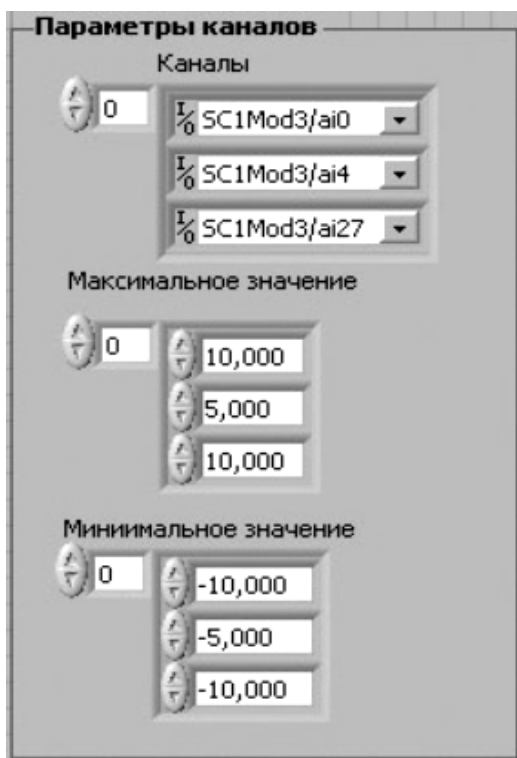 Параметры каналов
Каналы
0
I/O SC1Mod3/ai0
I/O SC1Mod3/ai4
I/O SC1Mod3/ai27
Максимальное значение
0
10,000
5,000
10,000
Миниимальное значение
0
-10,000
-5,000
-10,000